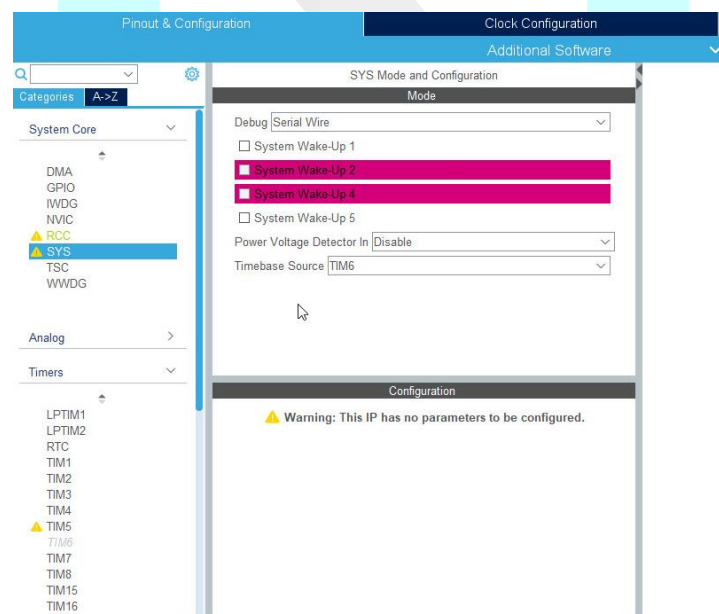 Pinout & Configuration
Clock Configuration
Additional Software
Categories
A->Z
System Core
DMA
GPIO
IWDG
NVIC
RCC
SYS
TSC
WWDG
Analog
Timers
LPTIM1
LPTIM2
RTC
TIM1
TIM2
TIM3
TIM4
TIM5
TIM6
TIM7
TIM8
TIM15
TIM16
SYS Mode and Configuration
Mode
Debug Serial Wire
System Wake-Up 1
System Wake-Up 2
System Wake-Up 4
System Wake-Up 5
Power Voltage Detector In Disable
Timebase Source TIM6
Configuration
Warning: This IP has no parameters to be configured.